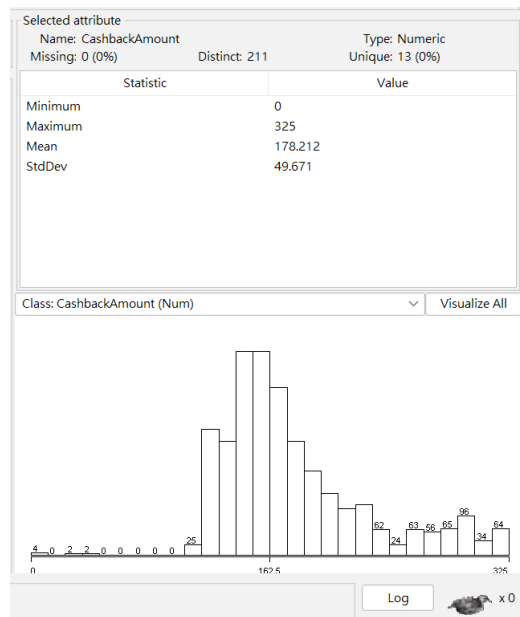 Selected attribute
Name: CashbackAmount Type: Numeric
Missing: 0 (0%) Distinct: 211 Unique: 13 (0%)
Statistic Value
Minimum 0
Maximum 325
Mean 178.212
StdDev 49.671
Class: CashbackAmount (Num) Visualize All
4 0 2 2 0 0 0 0 0 25 62 24 63 56 65 96 34 64
0 162.5 325
Log x 0